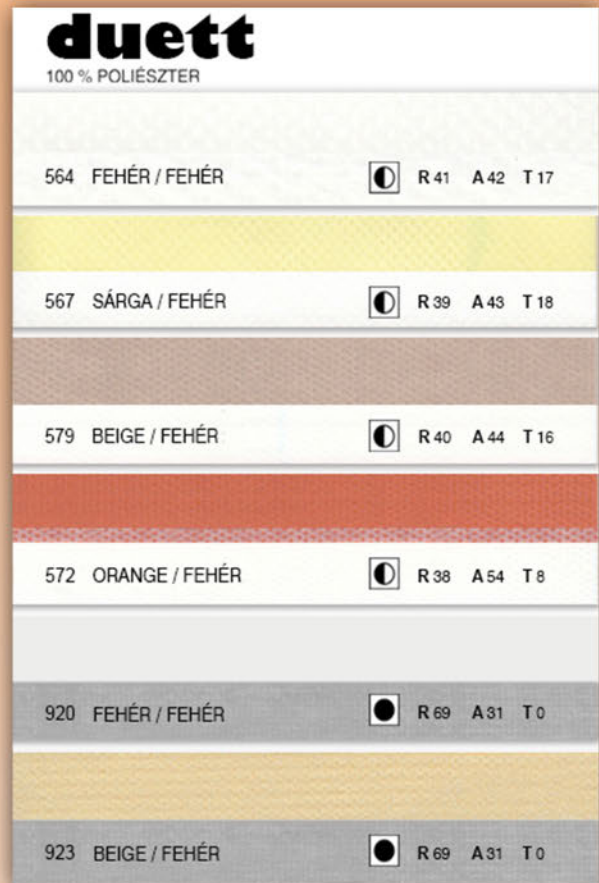 duett
100 % POLIÉSZTER
564 FEHÉR / FEHÉR R 41 A 42 T 17
567 SÁRGA / FEHÉR R 39 A 43 T 18
579 BEIGE / FEHÉR R 40 A 44 T 16
572 ORANGE / FEHÉR R 38 A 54 T 8
920 FEHÉR / FEHÉR R 69 A 31 T 0
923 BEIGE / FEHÉR R 69 A 31 T 0